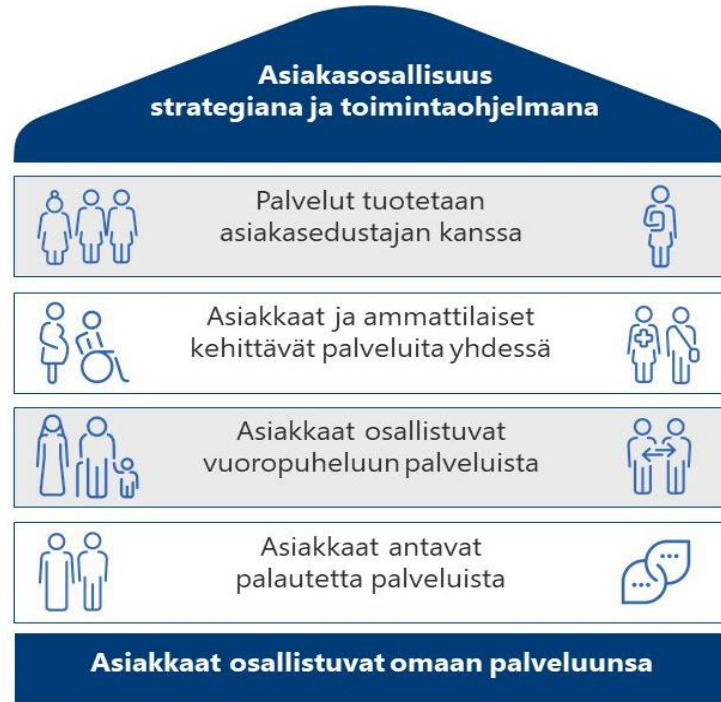 Asiakasosallisuus
strategiana ja toimintaohjelmana
Palvelut tuotetaan
asiakasedustajan kanssa
Asiakkaat ja ammattilaiset
kehittävät palveluita yhdessä
Asiakkaat osallistuvat
vuoropuheluun palveluista
Asiakkaat antavat
palautetta palveluista
Asiakkaat osallistuvat omaan palveluunsa